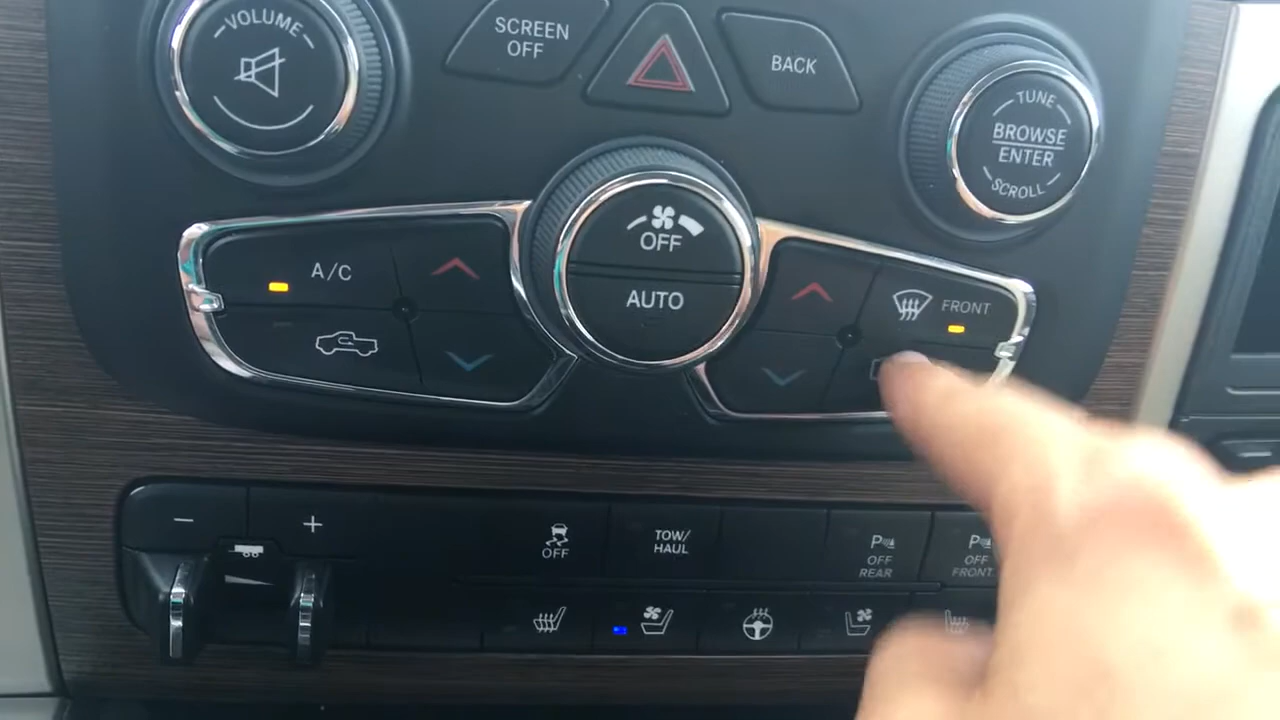 VOLUME
SCREEN
OFF
BACK
TUNE
BROWSE
ENTER
SCROLL
OFF
AUTO
A/C
FRONT
OFF
TOW/
HAUL
P
OFF
REAR
P
OFF
FRONT